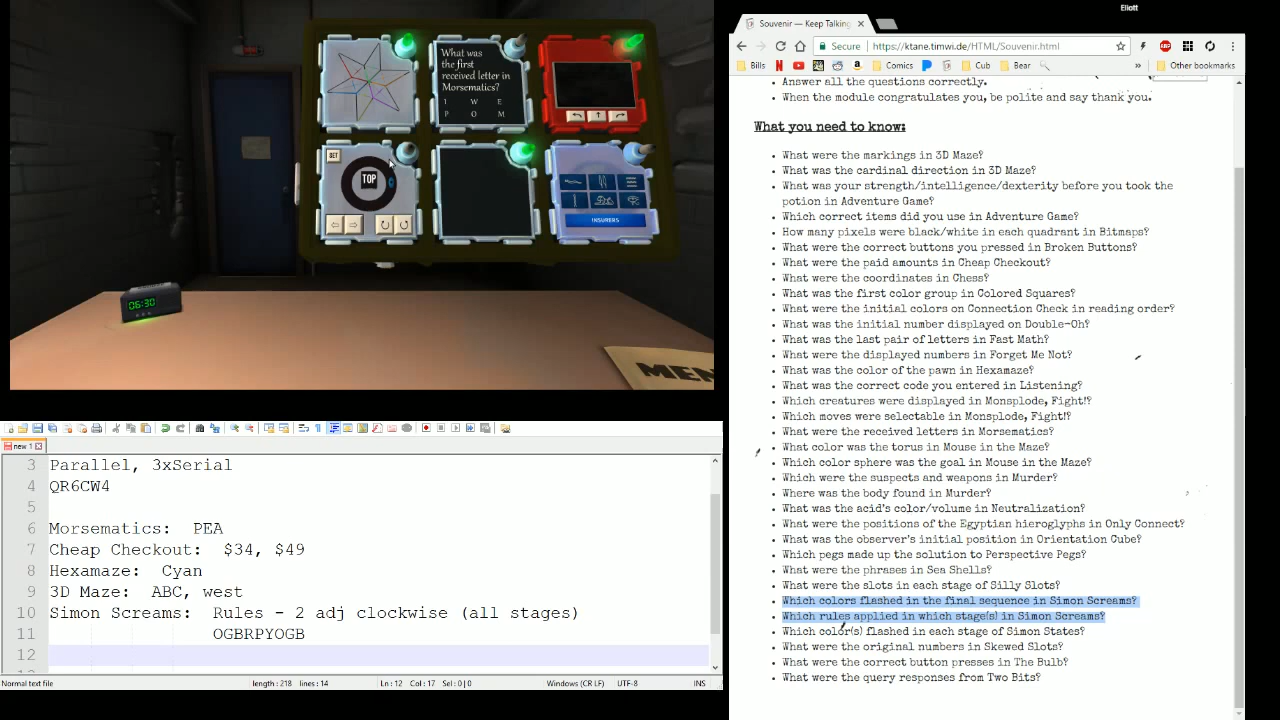 Eliott
Souvenir — Keep Talking
Secure
https://ktane.timwi.de/HTML/Souvenir.html
Bills
Comics
Cub
Bear
»
Other bookmarks
Answer all the questions correctly.
When the module congratulates you, be polite and say thank you.
What you need to know:
What were the markings in 3D Maze?
What was the cardinal direction in 3D Maze?
What was your strength/intelligence/dexterity before you took the
potion in Adventure Game?
Which correct items did you use in Adventure Game?
How many pixels were black/white in each quadrant in Bitmaps?
What were the correct buttons you pressed in Broken Buttons?
What were the paid amounts in Cheap Checkout?
What were the coordinates in Chess?
What was the first color group in Colored Squares?
What were the initial colors on Connection Check in reading order?
What was the initial number displayed on Double-Oh?
What was the last pair of letters in Fast Math?
What were the displayed numbers in Forget Me Not?
What was the color of the pawn in Hexamaze?
What was the correct code you entered in Listening?
Which creatures were displayed in Monsplode, Fight!?
Which moves were selectable in Monsplode, Fight!?
What were the received letters in Morsematics?
What color was the torus in Mouse in the Maze?
Which color sphere was the goal in Mouse in the Maze?
Which were the suspects and weapons in Murder?
Where was the body found in Murder?
What was the acid's color/volume in Neutralization?
What were the positions of the Egyptian hieroglyphs in Only Connect?
What was the observer's initial position in Orientation Cube?
Which pegs made up the solution to Perspective Pegs?
What were the phrases in Sea Shells?
What were the slots in each stage of Silly Slots?
Which colors flashed in the final sequence in Simon Screams?
Which rules applied in which stage(s) in Simon Screams?
Which color(s) flashed in each stage of Simon States?
What were the original numbers in Skewed Slots?
What were the correct button presses in The Bulb?
What were the query responses from Two Bits?
What was
the first
received letter in
Morsematics?
I W E
P O M
SET
TOP
INSURERS
06:30
MEN
new 1
3 Parallel, 3xSerial
4 QR6CW4
5
6 Morsematics: PEA
7 Cheap Checkout: $34, $49
8 Hexamaze: Cyan
9 3D Maze: ABC, west
10 Simon Screms: Rules - 2 adj clockwise (all stages)
11 OGBRPYOGB
12
Normal text file
length : 218 lines : 14
Ln : 12 Col : 17 Sel : 0 | 0
Windows (CR LF)
UTF-8
INS